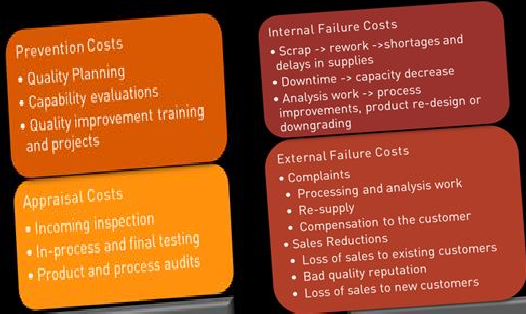 Prevention Costs
• Quality Planning
• Capability evaluations
• Quality improvement training
and projects
Appraisal Costs
• Incoming inspection
• In-process and final testing
• Product and process audits
Internal Failure Costs
• Scrap -> rework ->shortages and
delays in supplies
• Downtime -> capacity decrease
• Analysis work -> process
improvements, product re-design or
downgrading
External Failure Costs
• Complaints
• Processing and analysis work
• Re-supply
• Compensation to the customer
• Sales Reductions
• Loss of sales to existing customers
• Bad quality reputation
• Loss of sales to new customers